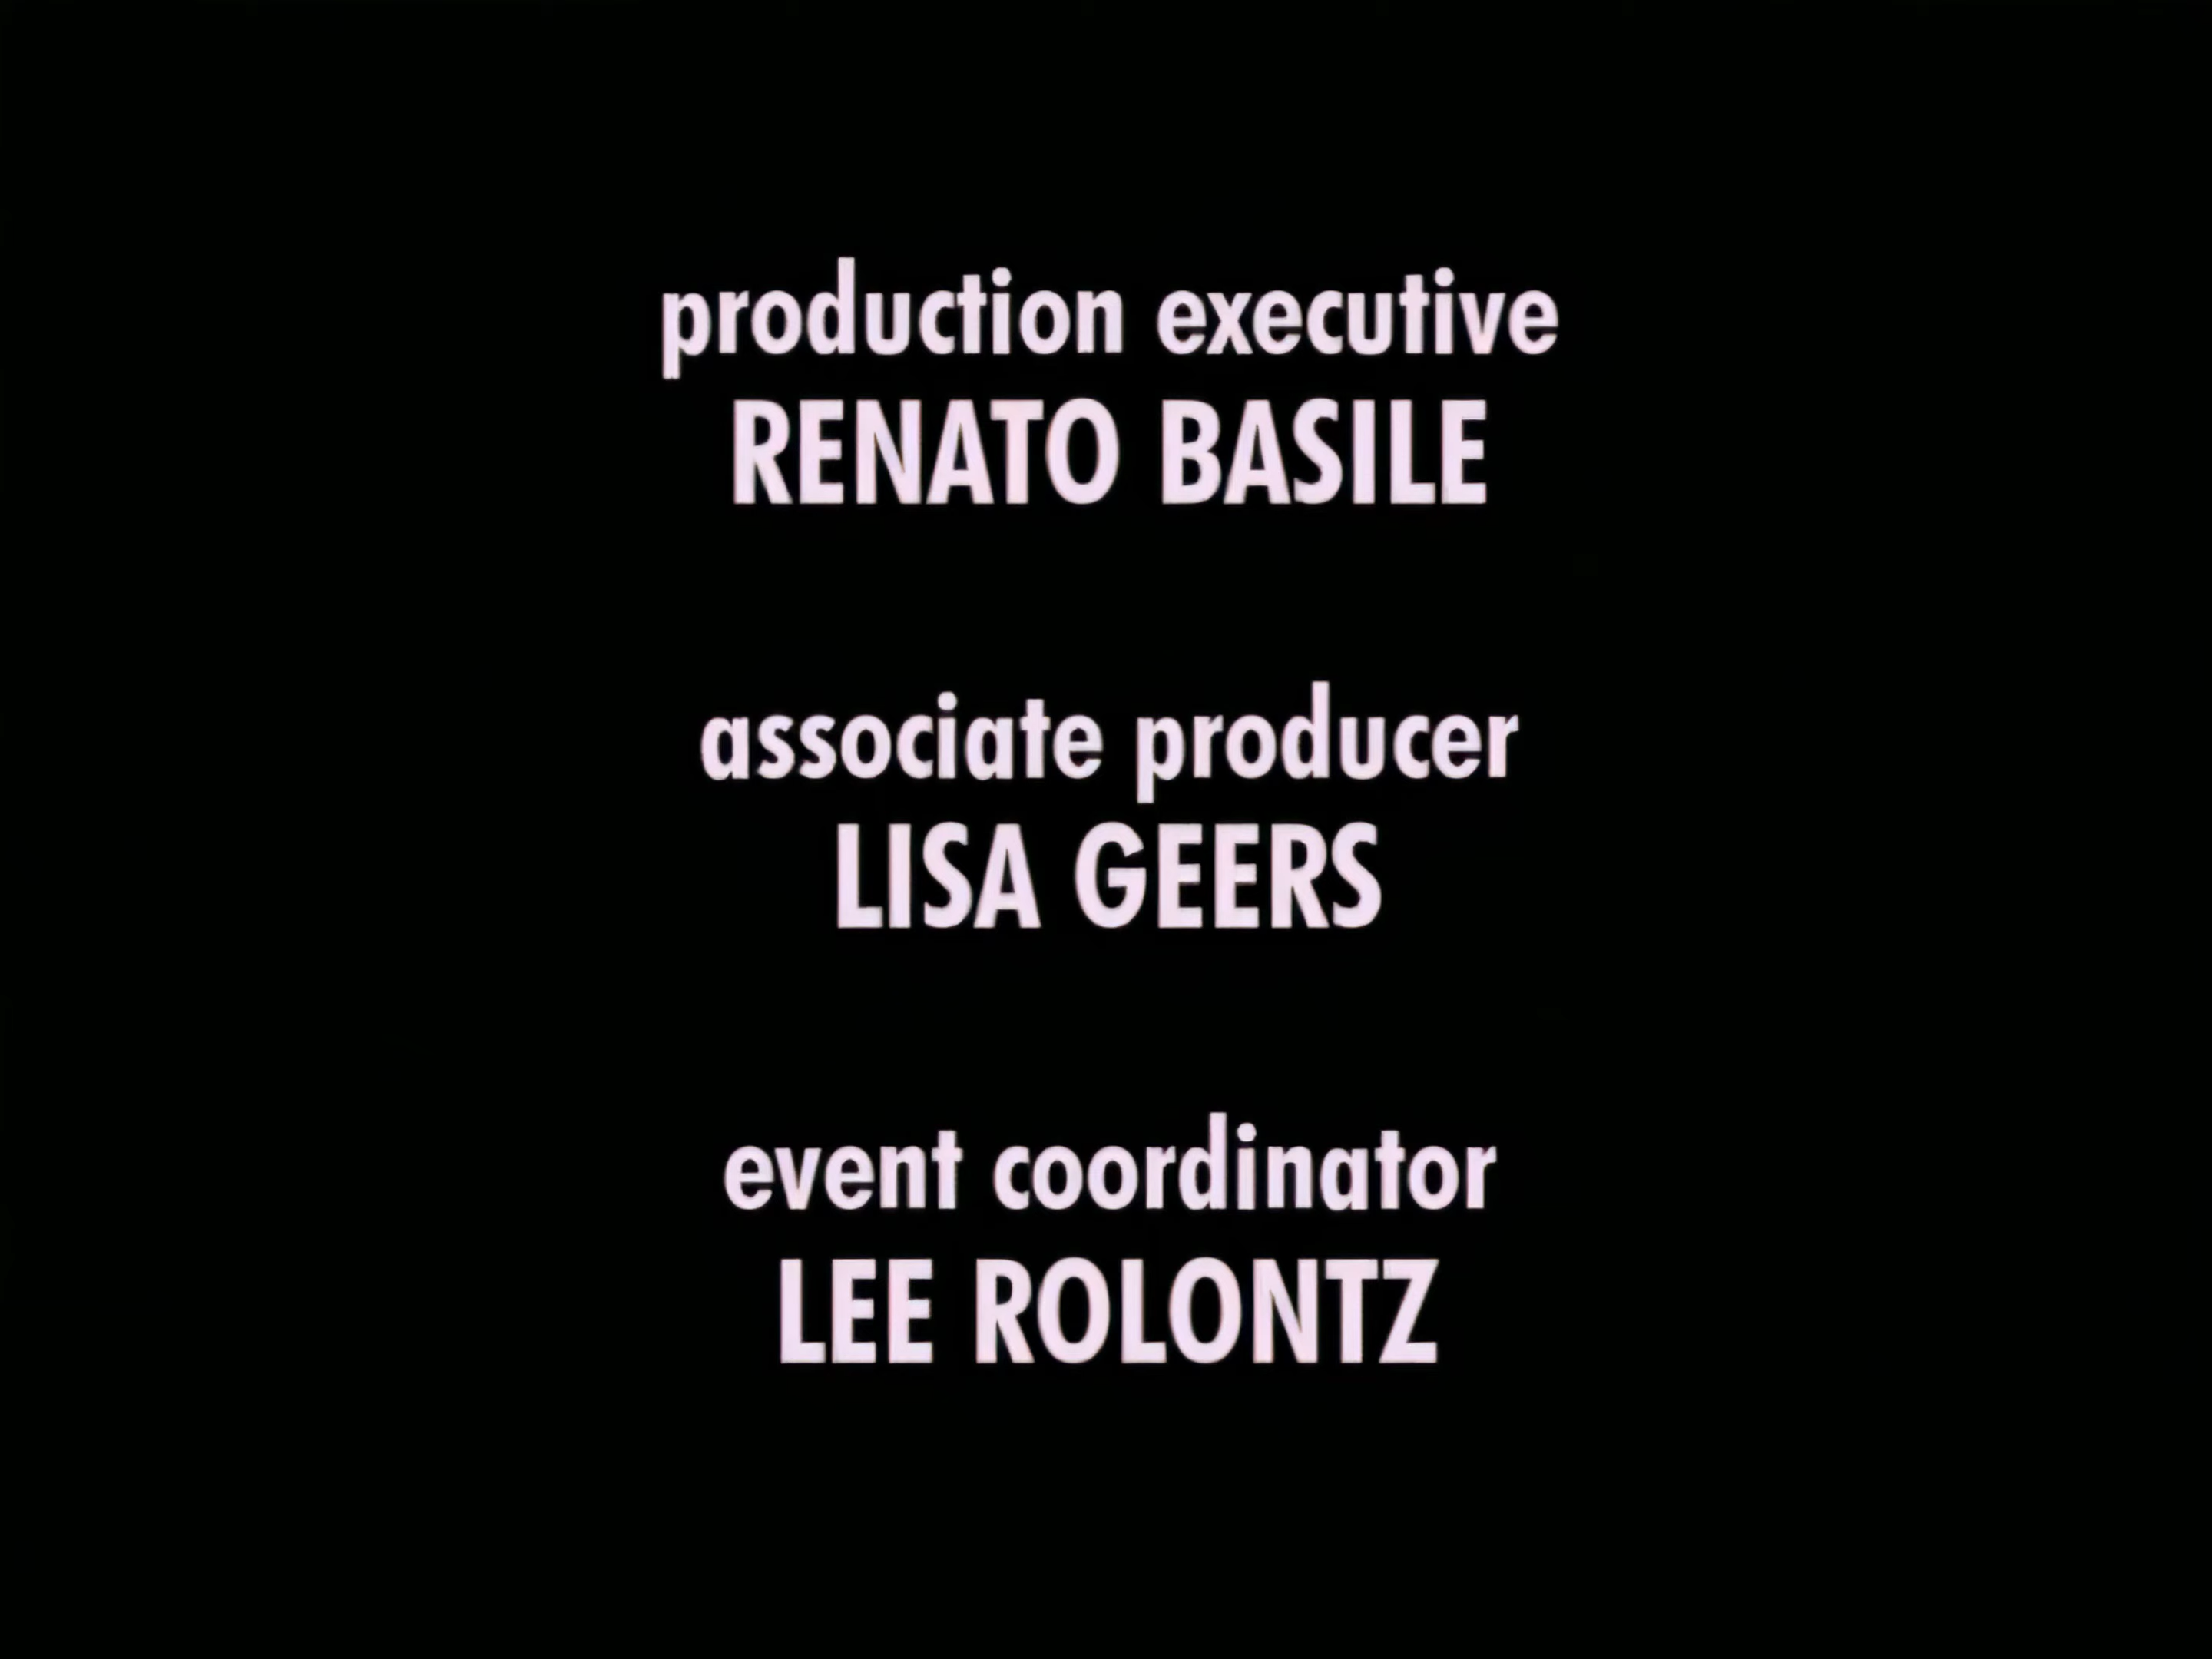 production executive
RENATO BASILE
associate producer
LISA GEERS
event coordinator
LEE ROLONTZ